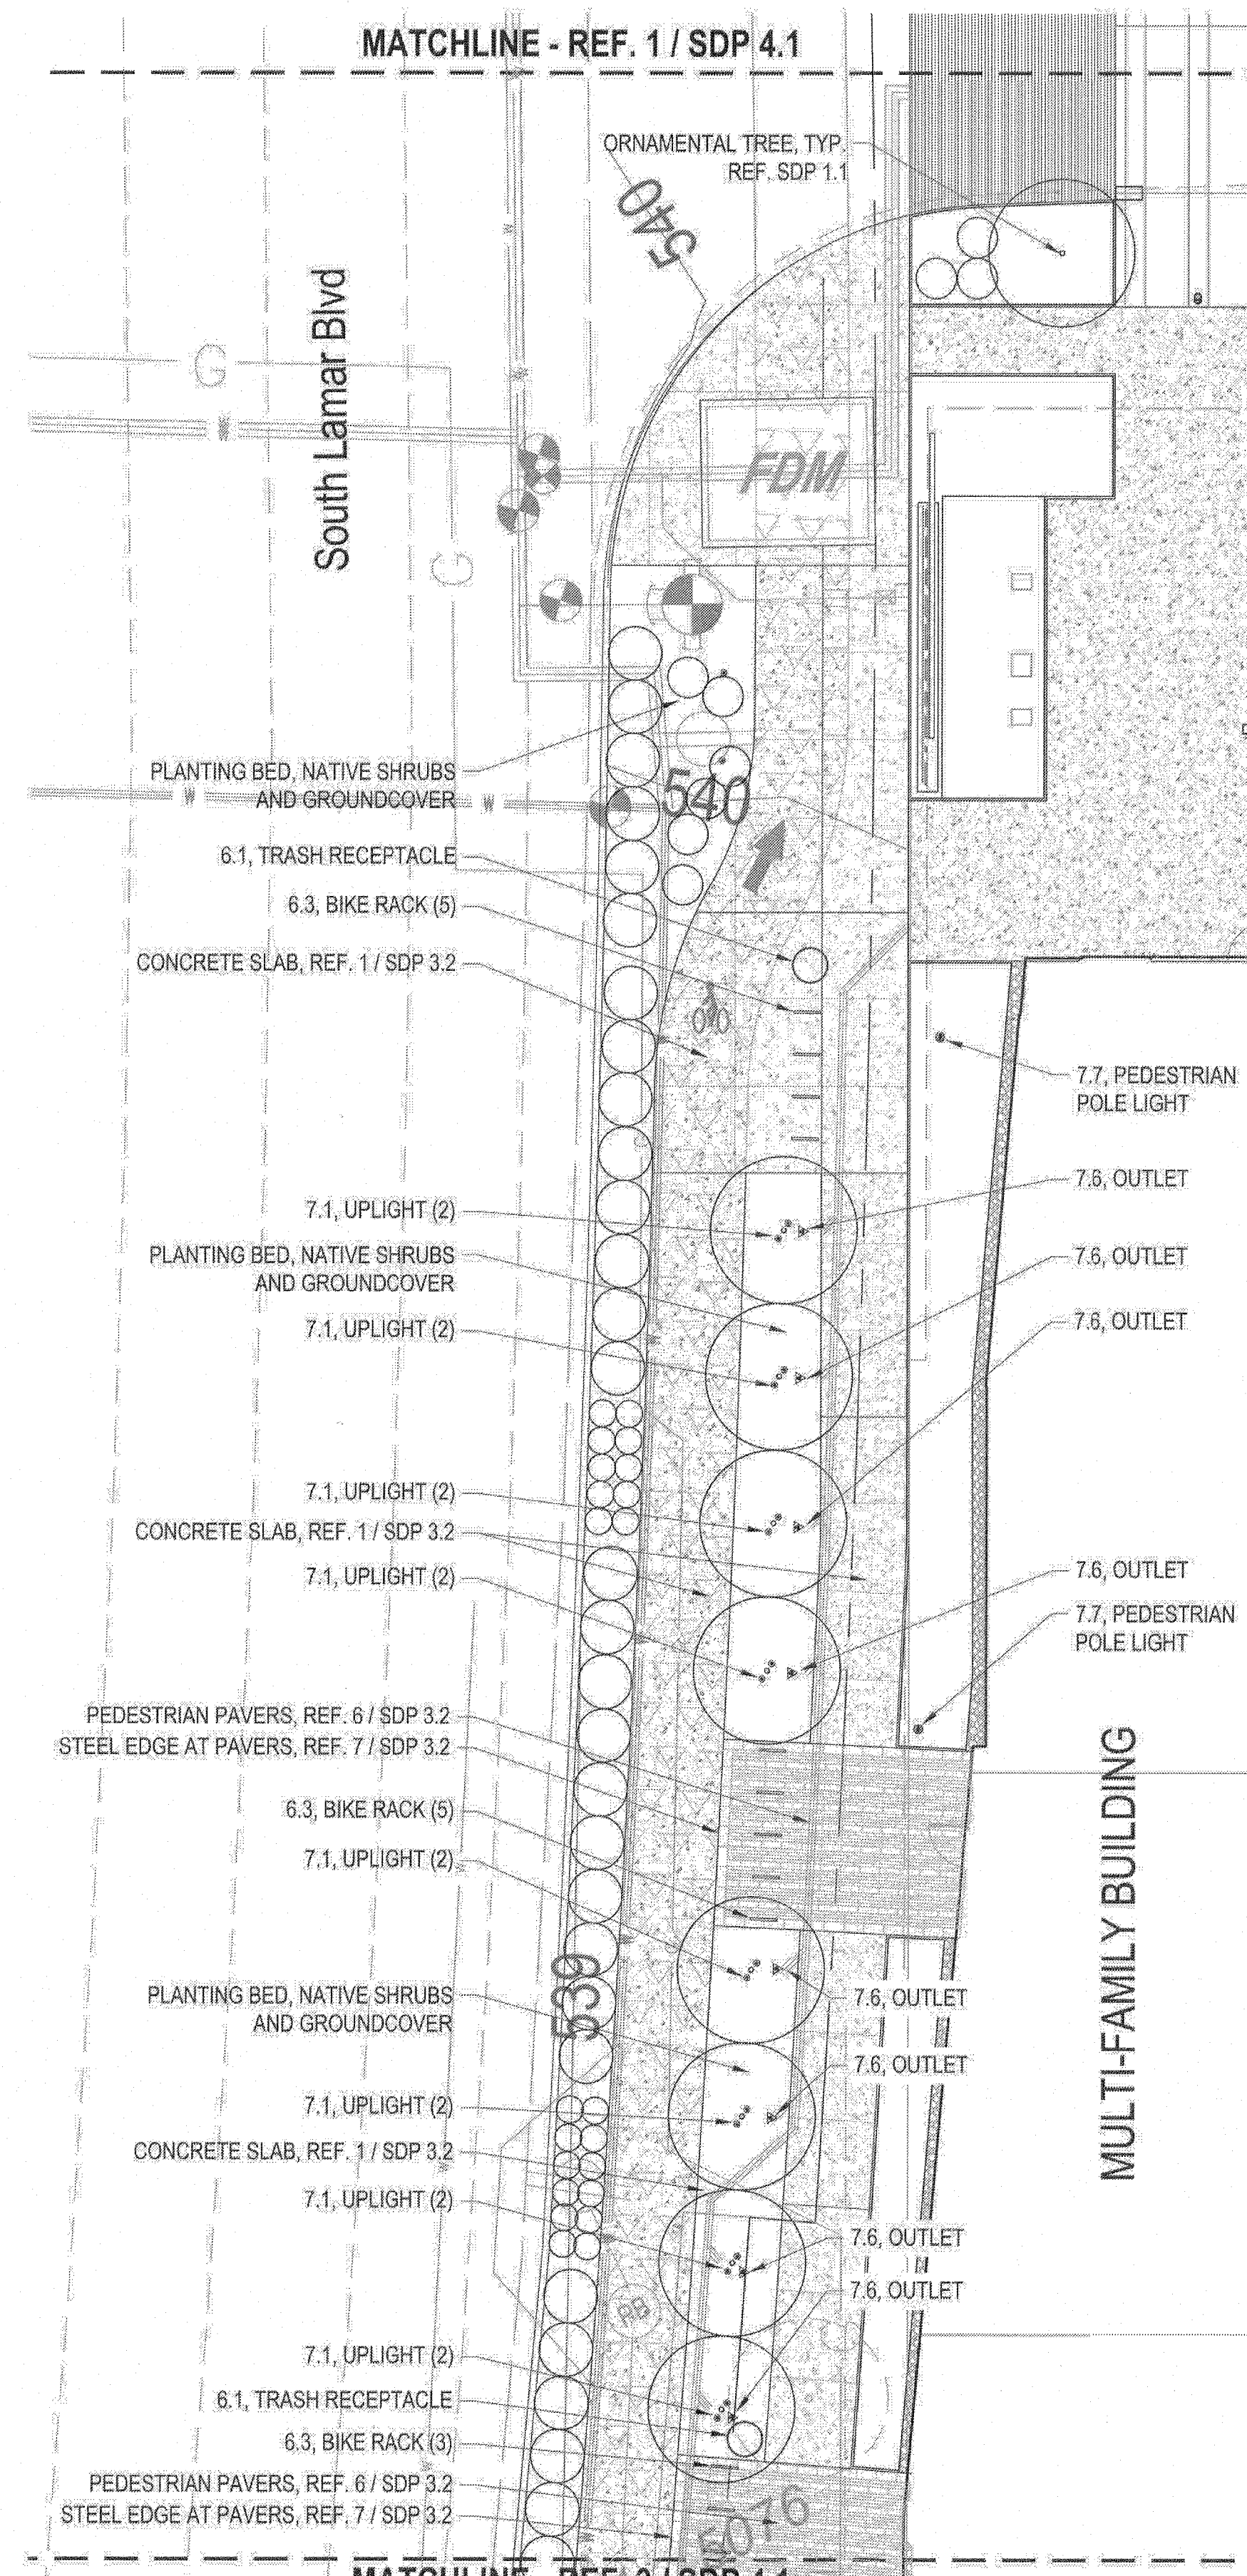 MATCHLINE - REF. 1 / SDP 4.1
ORNAMENTAL TREE, TYP.
REF. SDP 1.1
540
South Lamar Blvd
G
W
W
W
FDM
G
PLANTING BED, NATIVE SHRUBS
AND GROUNDCOVER
540
W
W
6.1, TRASH RECEPTACLE
6.3, BIKE RACK (5)
CONCRETE SLAB, REF. 1 / SDP 3.2
7.7, PEDESTRIAN
POLE LIGHT
7.6, OUTLET
7.1, UPLIGHT (2)
PLANTING BED, NATIVE SHRUBS
AND GROUNDCOVER
7.6, OUTLET
7.1, UPLIGHT (2)
7.6, OUTLET
7.1, UPLIGHT (2)
CONCRETE SLAB, REF. 1 / SDP 3.2
7.1, UPLIGHT (2)
7.6, OUTLET
7.7, PEDESTRIAN
POLE LIGHT
PEDESTRIAN PAVERS, REF. 6 / SDP 3.2
STEEL EDGE AT PAVERS, REF. 7 / SDP 3.2
6.3, BIKE RACK (5)
7.1, UPLIGHT (2)
MULTI-FAMILY BUILDING
539
PLANTING BED, NATIVE SHRUBS
AND GROUNDCOVER
7.6, OUTLET
7.6, OUTLET
7.1, UPLIGHT (2)
CONCRETE SLAB, REF. 1 / SDP 3.2
7.1, UPLIGHT (2)
7.6, OUTLET
7.6, OUTLET
7.1, UPLIGHT (2)
6.1, TRASH RECEPTACLE
6.3, BIKE RACK (3)
PEDESTRIAN PAVERS, REF. 6 / SDP 3.2
STEEL EDGE AT PAVERS, REF. 7 / SDP 3.2
MATCHLINE - REF.